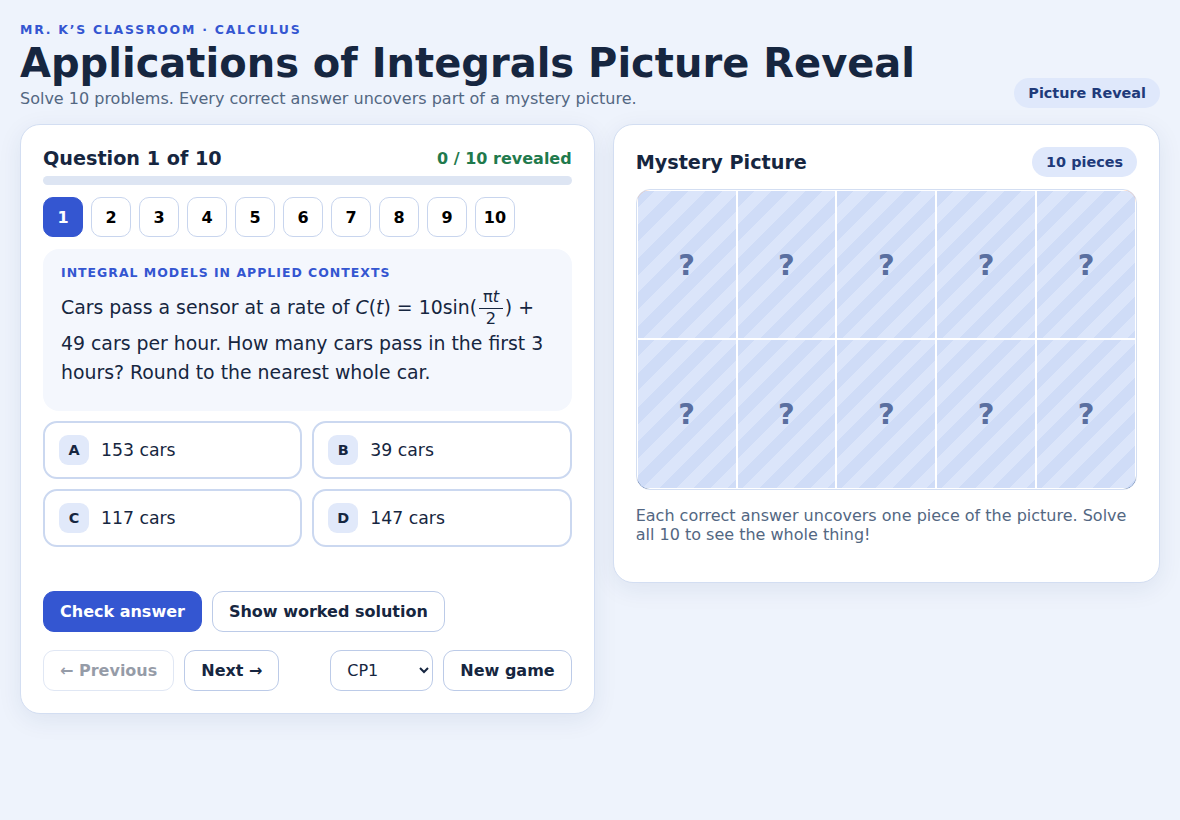 MR. K’S CLASSROOM · CALCULUS
Applications of Integrals Picture Reveal
Solve 10 problems. Every correct answer uncovers part of a mystery picture.
Picture Reveal
Question 1 of 10
0 / 10 revealed
1 2 3 4 5 6 7 8 9 10
INTEGRAL MODELS IN APPLIED CONTEXTS
Cars pass a sensor at a rate of C(t) = 10sin(πt/2) +
49 cars per hour. How many cars pass in the first 3
hours? Round to the nearest whole car.
A 153 cars
B 39 cars
C 117 cars
D 147 cars
Check answer
Show worked solution
← Previous
Next →
CP1
New game
Mystery Picture
10 pieces
? ? ? ? ?
? ? ? ? ?
Each correct answer uncovers one piece of the picture. Solve
all 10 to see the whole thing!